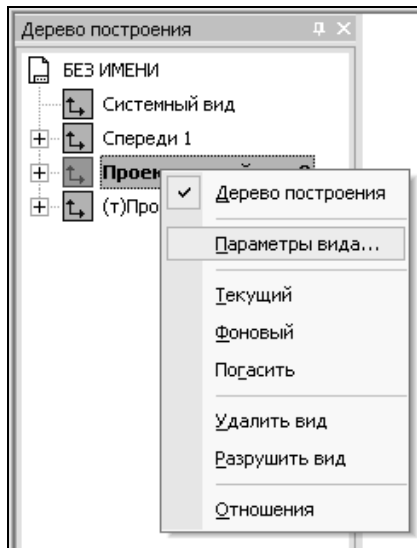 Дерево построения
БЕЗ ИМЕНИ
Системный вид
Спереди 1
(т)Про
Дерево построения
Параметры вида...
Текущий
Фоновый
Погасить
Удалить вид
Разрушить вид
Отношения